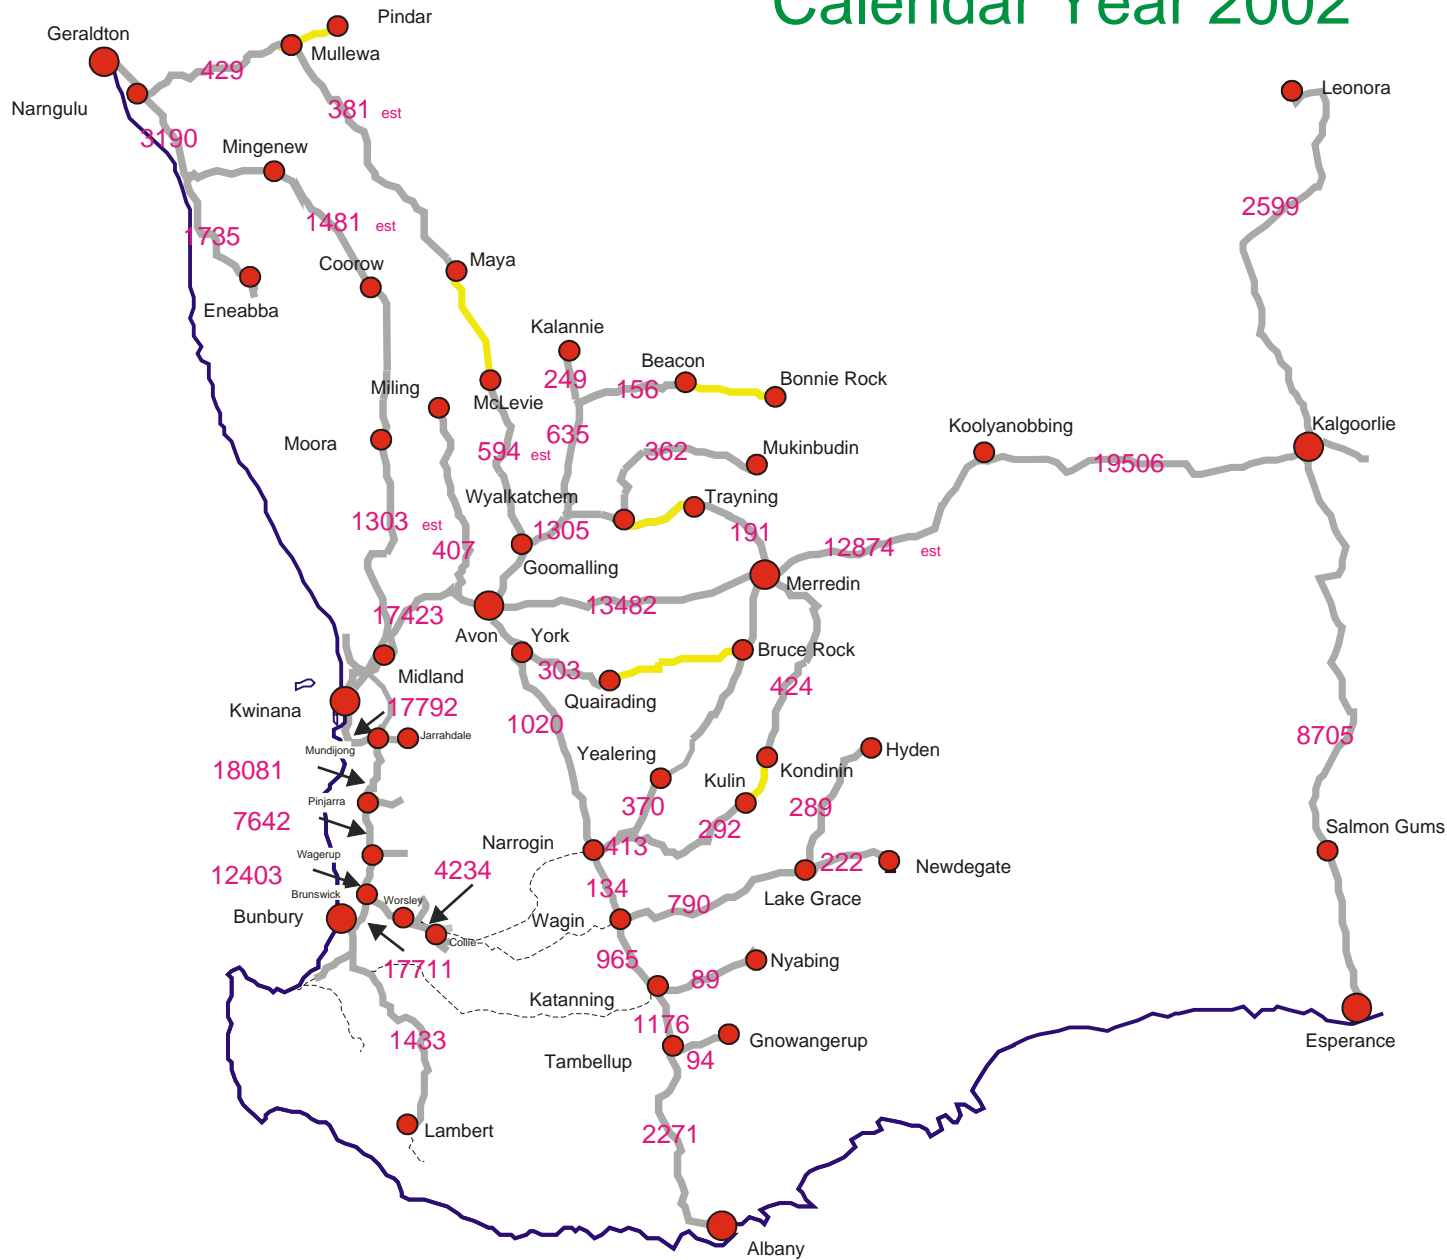 Calendar Year 2002
Pindar
Geraldton
Mullewa
429
Leonora
Narngulu
381 est
3190
Mingenew
2599
1481 est
1735
Coorow
Maya
Eneabba
Kalannie
Beacon
Bonnie Rock
249
156
Miling
McLevie
Koolyanobbing
Kalgoorlie
Moora
635
Mukinbudin
594 est
362
19506
Wyalkatchem
Trayning
1303 est
1305
191
407
12874 est
Goomalling
Merredin
17423
13482
Avon
York
Bruce Rock
303
Midland
424
Quairading
Kwinana
17792
1020
Jarrahdale
8705
Mundijong
Yealering
Hyden
18081
Kondinin
Kulin
Pinjarra
370
289
7642
292
Salmon Gums
Narrogin
413
Wagerup
4234
222
Newdegate
12403
134
Brunswick
Worsley
790
Lake Grace
Bunbury
Wagin
Collie
965
Nyabing
17711
89
Katanning
1176
1433
Gnowangerup
Esperance
Tambellup
94
Lambert
2271
Albany